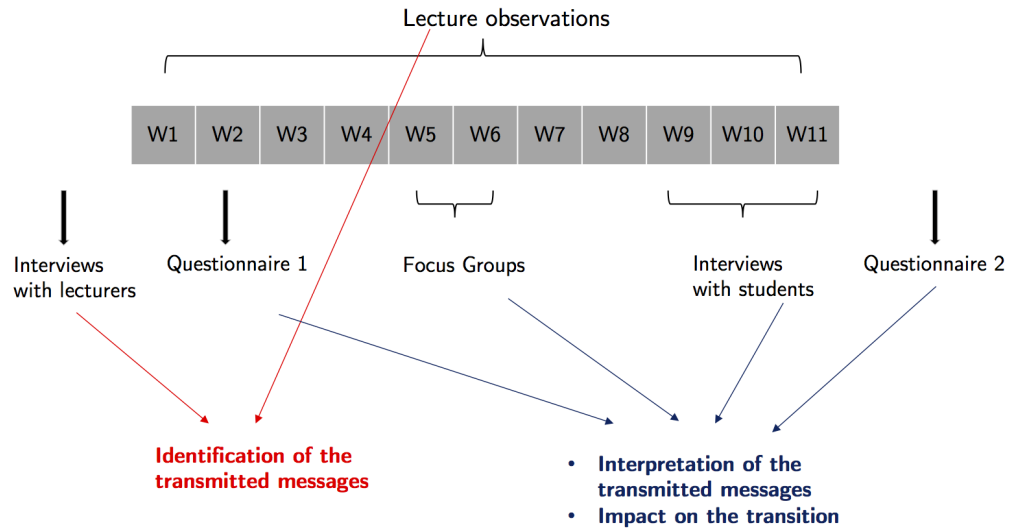 Lecture observations
W1 W2 W3 W4 W5 W6 W7 W8 W9 W10 W11
Interviews
with lecturers
Questionnaire 1
Focus Groups
Interviews
with students
Questionnaire 2
Identification of the
transmitted messages
• Interpretation of the
transmitted messages
• Impact on the transition